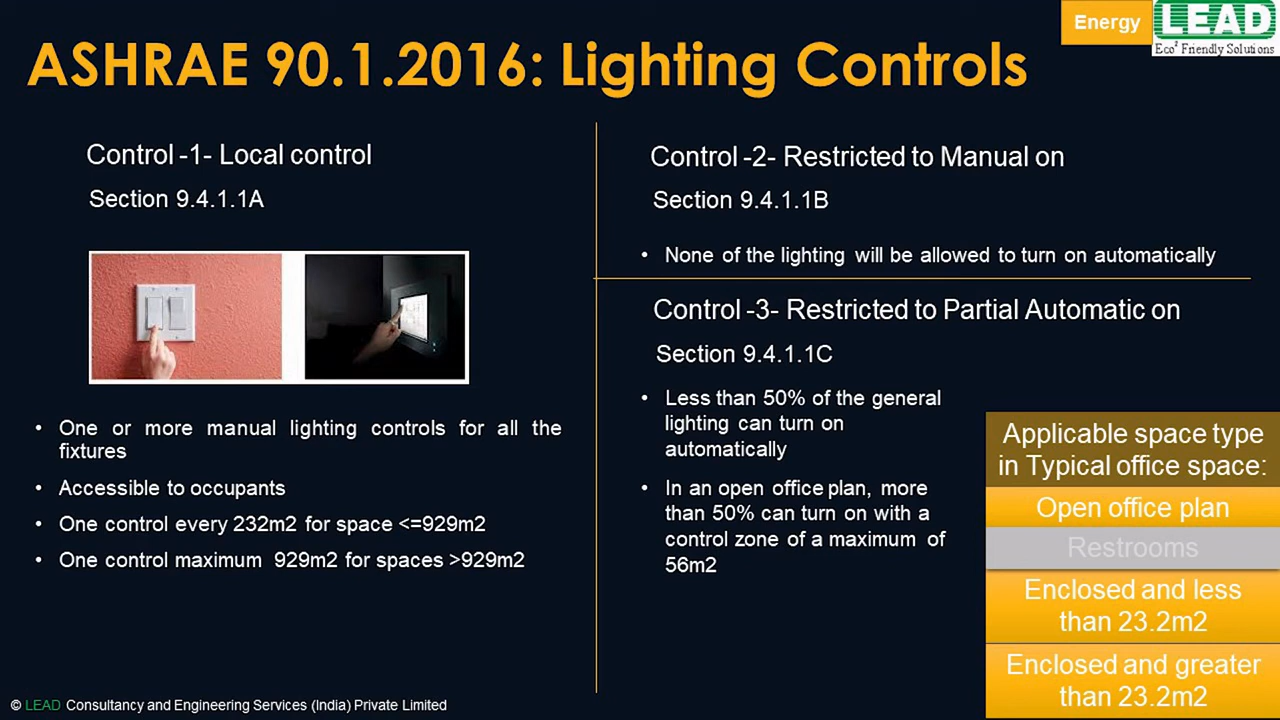 Energy
LEAD
Eco² Friendly Solutions
ASHRAE 90.1.2016: Lighting Controls
Control -1- Local control
Section 9.4.1.1A
• One or more manual lighting controls for all the
fixtures
• Accessible to occupants
• One control every 232m2 for space <=929m2
• One control maximum 929m2 for spaces >929m2
Control -2- Restricted to Manual on
Section 9.4.1.1B
• None of the lighting will be allowed to turn on automatically
Control -3- Restricted to Partial Automatic on
Section 9.4.1.1C
• Less than 50% of the general
lighting can turn on
automatically
• In an open office plan, more
than 50% can turn on with a
control zone of a maximum of
56m2
Applicable space type
in Typical office space:
Open office plan
Restrooms
Enclosed and less
than 23.2m2
Enclosed and greater
than 23.2m2
© LEAD Consultancy and Engineering Services (India) Private Limited